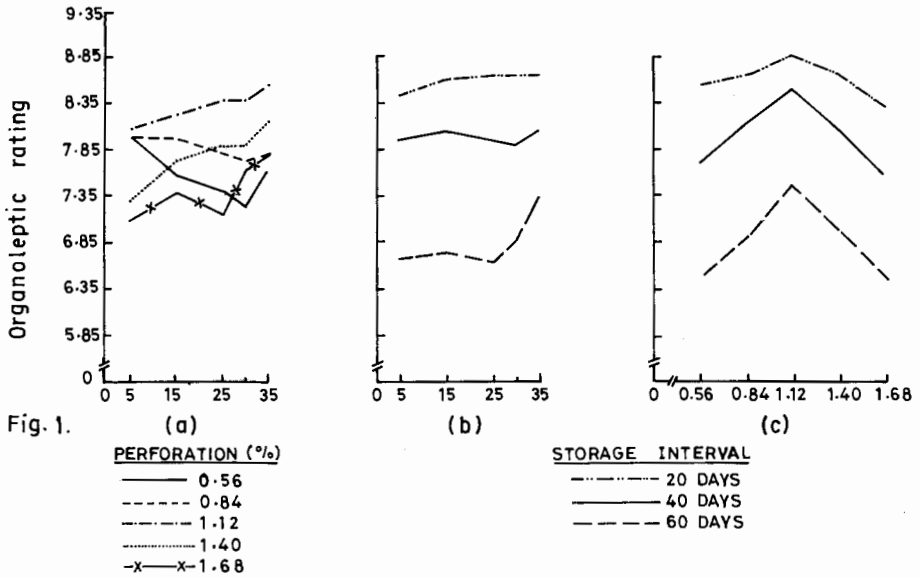 Organoleptic rating
9·35
8·85
8·35
7·85
7·35
6·85
6·35
5·85
0
0 5 15 25 35
(a)
0 5 15 25 35
(b)
0 0·56 0·84 1·12 1·40 1·68
(c)
Fig. 1.
PERFORATION (%)
0·56
0·84
1·12
1·40
1·68
STORAGE INTERVAL
20 DAYS
40 DAYS
60 DAYS